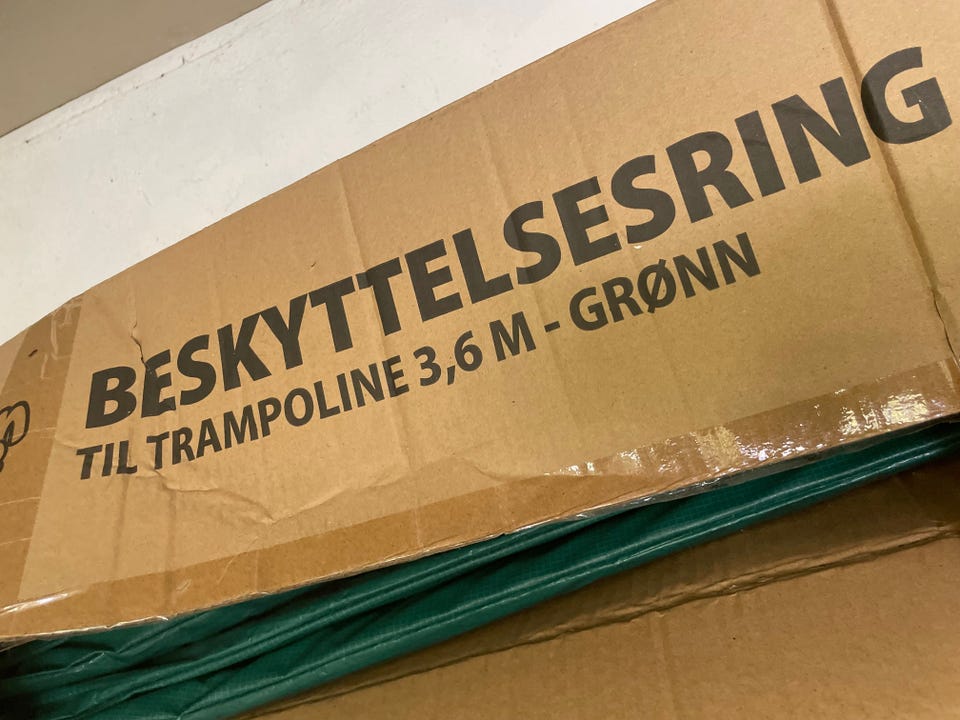 BESKYTTELSESRING
TIL TRAMPOLINE 3,6 M - GRØNN